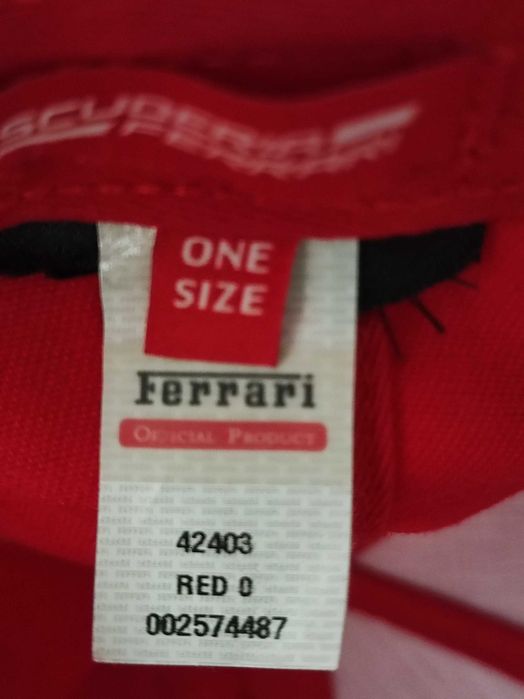 SCUDERIA
FERRARI
ONE
SIZE
Ferrari
OFFICIAL PRODUCT
42403
RED 0
002574487